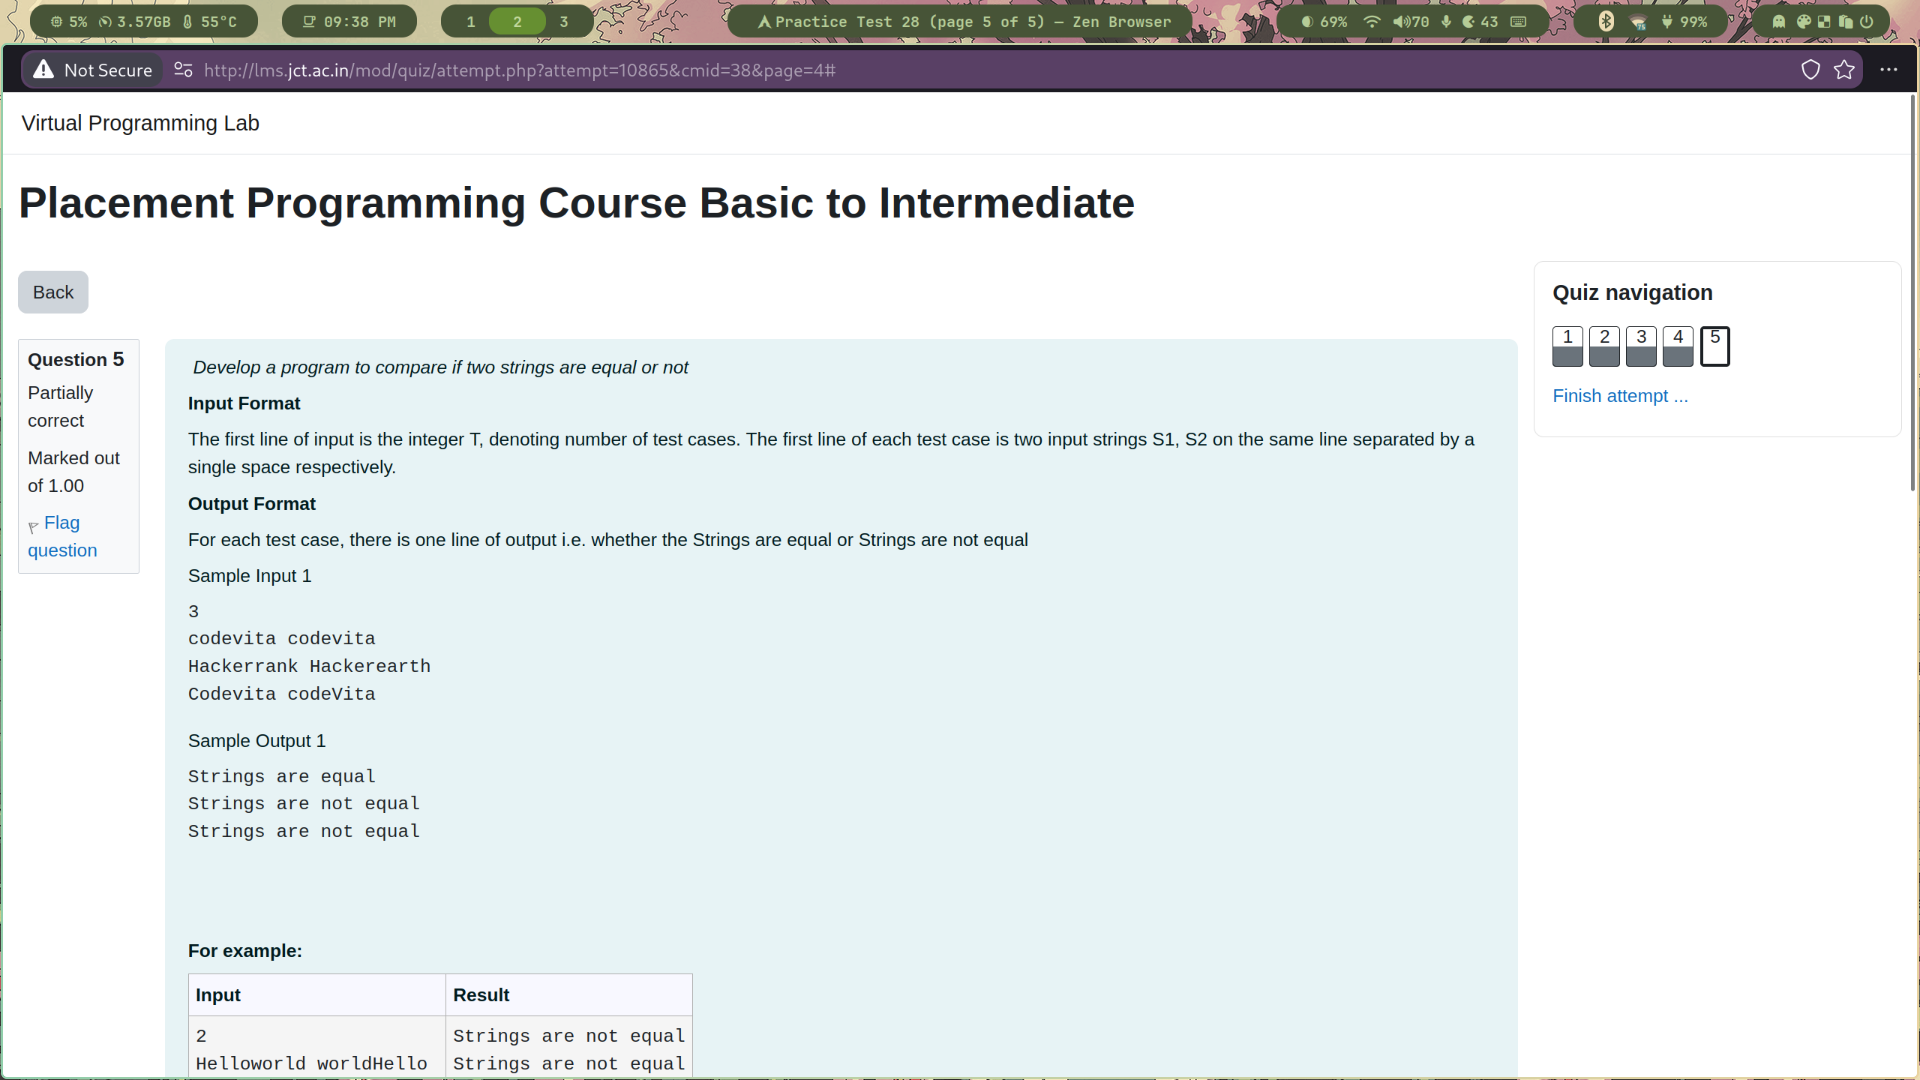 5% 3.57GB 55°C
09:38 PM
1 2 3
Practice Test 28 (page 5 of 5) — Zen Browser
69% 70 43
99%
Not Secure http://lms.jct.ac.in/mod/quiz/attempt.php?attempt=10865&cmid=38&page=4#
Virtual Programming Lab
Placement Programming Course Basic to Intermediate
Back
Question 5
Partially
correct
Marked out
of 1.00
Flag
question
Develop a program to compare if two strings are equal or not
Input Format
The first line of input is the integer T, denoting number of test cases. The first line of each test case is two input strings S1, S2 on the same line separated by a
single space respectively.
Output Format
For each test case, there is one line of output i.e. whether the Strings are equal or Strings are not equal
Sample Input 1
3
codevita codevita
Hackerrank Hackerearth
Codevita codeVita
Sample Output 1
Strings are equal
Strings are not equal
Strings are not equal
For example:
Input Result
2 Strings are not equal
Helloworld worldHello Strings are not equal
Quiz navigation
1 2 3 4 5
Finish attempt ...